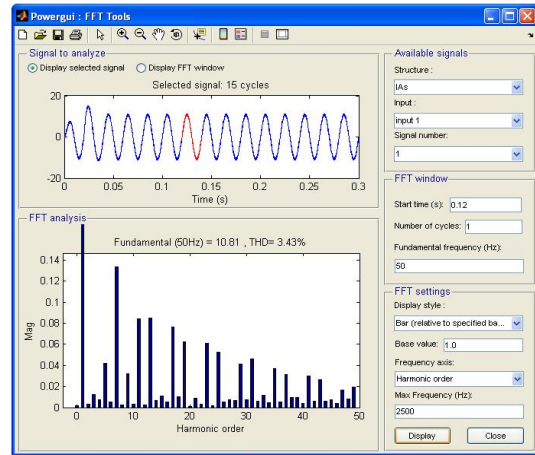 Powergui : FFT Tools
Signal to analyze
Display selected signal
Display FFT window
Selected signal: 15 cycles
20
0
-20
0
0.05
0.1
0.15
0.2
0.25
0.3
Time (s)
FFT analysis
Fundamental (50Hz) = 10.81 , THD= 3.43%
0.14
0.12
0.1
0.08
0.06
0.04
0.02
0
Mag
0
10
20
30
40
50
Harmonic order
Available signals
Structure :
IAs
Input :
input 1
Signal number:
1
FFT window
Start time (s): 0.12
Number of cycles: 1
Fundamental frequency (Hz):
50
FFT settings
Display style :
Bar (relative to specified ba...
Base value: 1.0
Frequency axis:
Harmonic order
Max Frequency (Hz):
2500
Display
Close